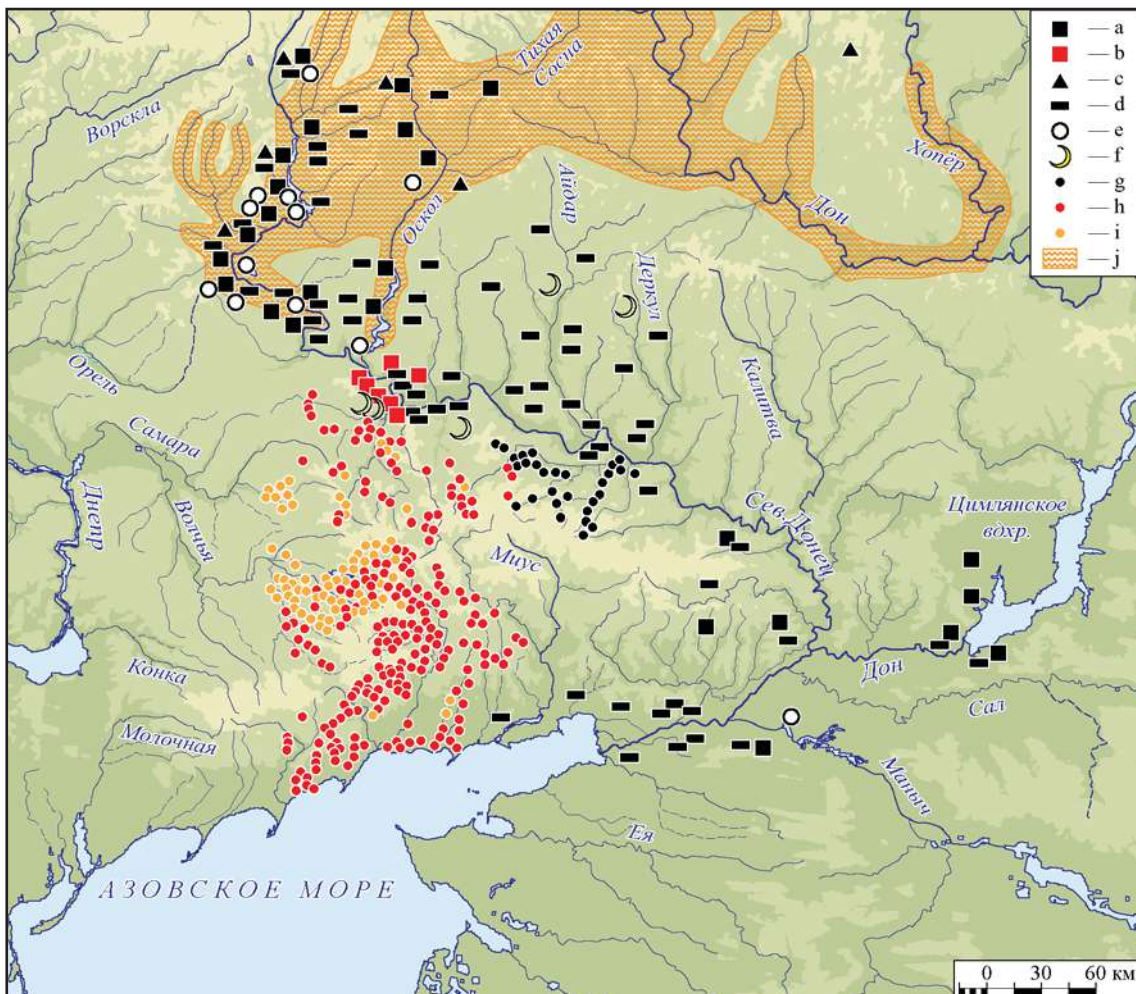 — a
— b
— c
— d
— e
— f
— g
— h
— i
— j
Тихая
Сосна
Ворскла
Хопёр
Айдар
Оскол
Дон
Деркул
Орель
Калитва
Самара
Днепр
Волчья
Сев. Донец
Цимлянское
вдхр.
Миус
Конка
Дон
Сал
Молочная
Маныч
Ея
АЗОВСКОЕ МОРЕ
0 30 60 км